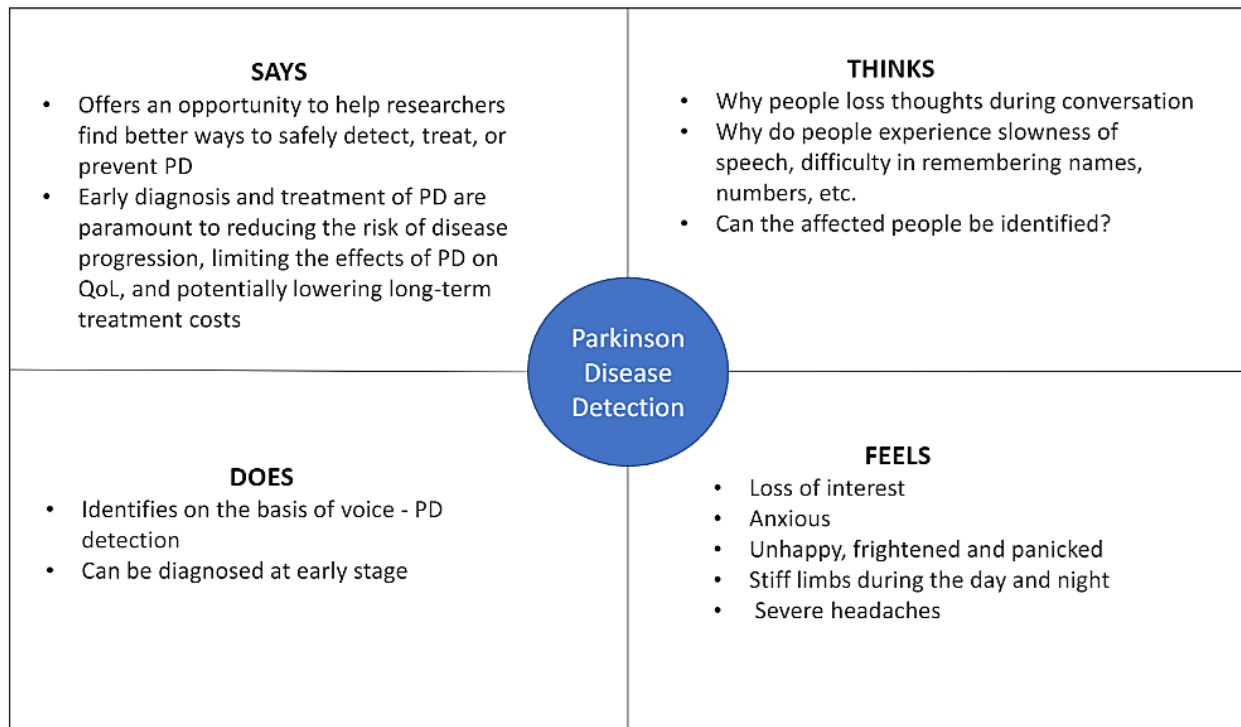 SAYS
• Offers an opportunity to help researchers
find better ways to safely detect, treat, or
prevent PD
• Early diagnosis and treatment of PD are
paramount to reducing the risk of disease
progression, limiting the effects of PD on
QoL, and potentially lowering long-term
treatment costs
THINKS
• Why people loss thoughts during conversation
• Why do people experience slowness of
speech, difficulty in remembering names,
numbers, etc.
• Can the affected people be identified?
Parkinson
Disease
Detection
DOES
• Identifies on the basis of voice - PD
detection
• Can be diagnosed at early stage
FEELS
• Loss of interest
• Anxious
• Unhappy, frightened and panicked
• Stiff limbs during the day and night
• Severe headaches